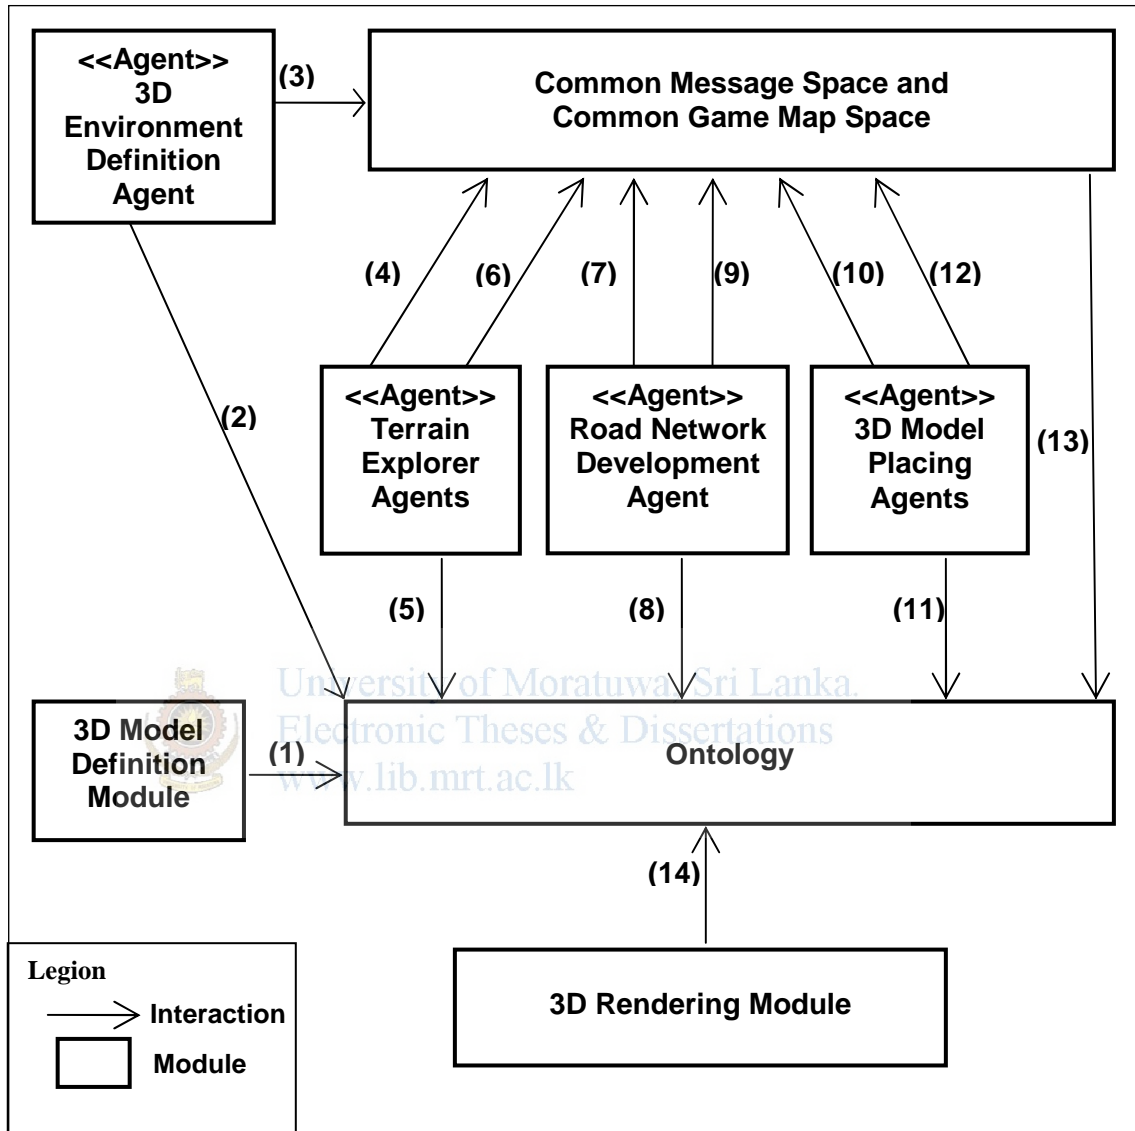 <<Agent>>
3D
Environment
Definition
Agent
(3)
Common Message Space and
Common Game Map Space
(4)
(6)
(7)
(9)
(10)
(12)
(2)
<<Agent>>
Terrain
Explorer
Agents
<<Agent>>
Road Network
Development
Agent
<<Agent>>
3D Model
Placing
Agents
(13)
(5)
(8)
(11)
University of Moratuwa, Sri Lanka.
Electronic Theses & Dissertations
www.lib.mrt.ac.lk
3D Model
Definition
Module
(1)
Ontology
(14)
3D Rendering Module
Legion
Interaction
Module